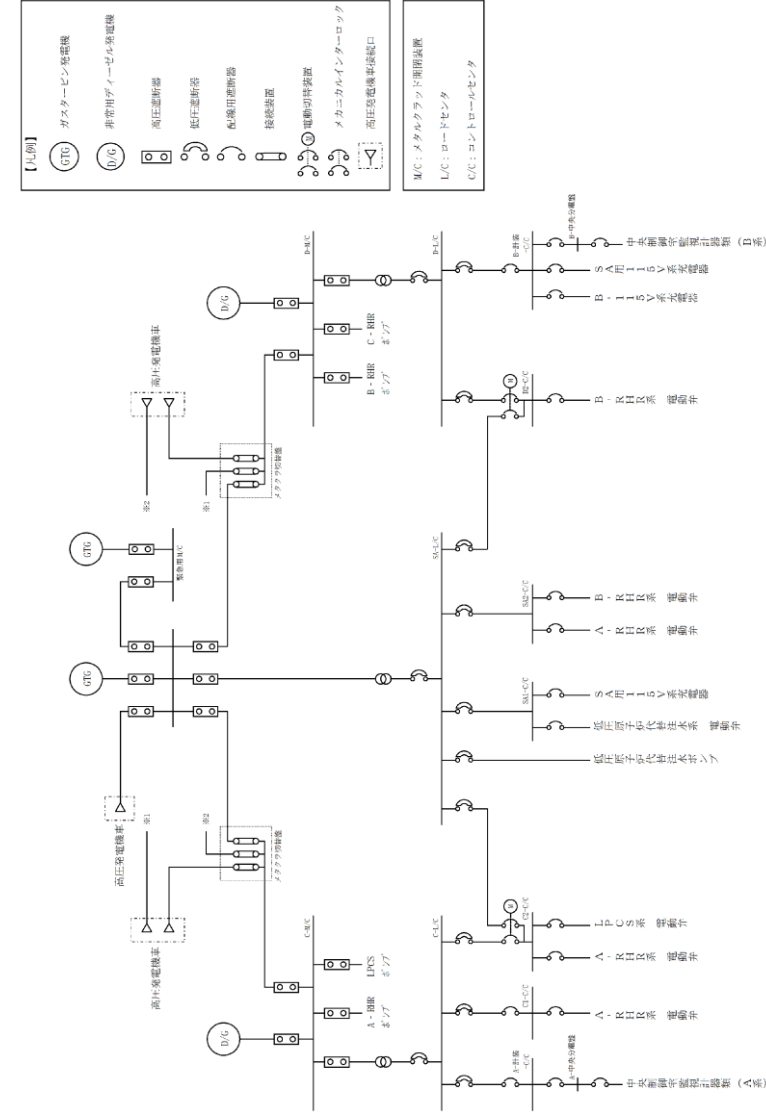 【凡例】
GTG ガスタービン発電機
D/G 非常用ディーゼル発電機
高圧遮断器
低圧遮断器
配線用遮断器
接続装置
M 電動切替装置
メカニカルインターロック
高圧発電機車接続口
M/C：メタルクラッド開閉装置
L/C：ロードセンタ
C/C：コントロールセンタ
高圧発電機車
高圧発電機車
高圧発電機車
※1
※2
※2
※1
GTG
GTG
緊急用M/C
メタクラ切替盤
メタクラ切替盤
D/G
D/G
C-M/C
D-M/C
A-RHR
ポンプ
LPCS
ポンプ
B-RHR
ポンプ
C-RHR
ポンプ
C-L/C
SA-L/C
D-L/C
A-計装
-C/C
C1-C/C
C2-C/C
M
SA1-C/C
SA2-C/C
D2-C/C
M
B-計装
-C/C
A-中央分離盤
B-中央分離盤
中央制御室監視計器類（A系）
A-RHR系 電動弁
A-RHR系 電動弁
LPCS系 電動弁
低圧原子炉代替注水ポンプ
低圧原子炉代替注水系 電動弁
SA用115V系充電器
A-RHR系 電動弁
B-RHR系 電動弁
B-RHR系 電動弁
B-115V系充電器
SA用115V系充電器
中央制御室監視計器類（B系）